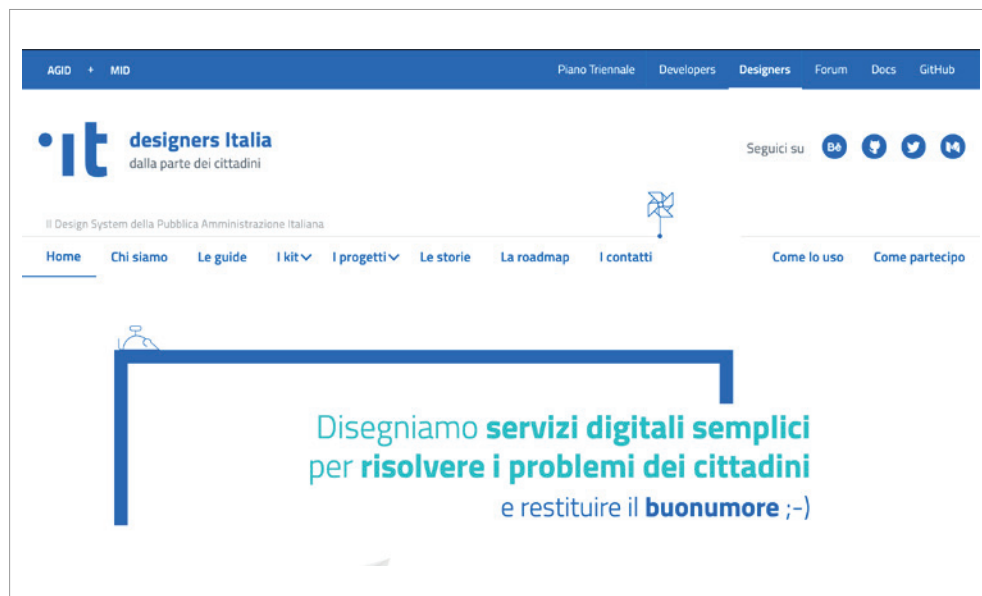 AGID + MID Piano Triennale Developers Designers Forum Docs GitHub
·it designers Italia
dalla parte dei cittadini
Seguici su Bē
Il Design System della Pubblica Amministrazione Italiana
Home Chi siamo Le guide I kit I progetti Le storie La roadmap I contatti Come lo uso Come partecipo
Disegniamo servizi digitali semplici
per risolvere i problemi dei cittadini
e restituire il buonumore ;-)